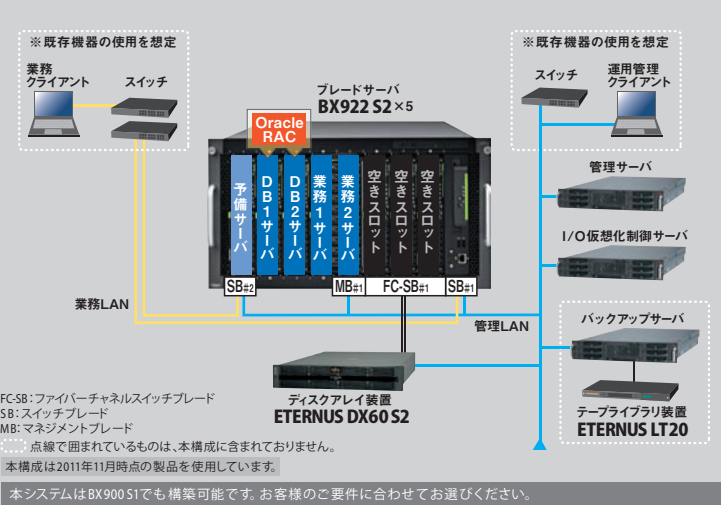 ※既存機器の使用を想定
業務
クライアント
スイッチ
ブレードサーバ
BX922 S2×5
Oracle
RAC
予備サーバ
DB1サーバ
DB2サーバ
業務1サーバ
業務2サーバ
空きスロット
空きスロット
空きスロット
SB#2
MB#1
FC-SB#1
SB#1
業務LAN
管理LAN
ディスクアレイ装置
ETERNUS DX60 S2
※既存機器の使用を想定
スイッチ
運用管理
クライアント
管理サーバ
I/O仮想化制御サーバ
バックアップサーバ
テープライブラリ装置
ETERNUS LT20
FC-SB：ファイバーチャネルスイッチブレード
SB：スイッチブレード
MB：マネジメントブレード
点線で囲まれているものは、本構成に含まれておりません。
本構成は2011年11月時点の製品を使用しています。
本システムはBX900 S1でも構築可能です。お客様のご要件に合わせてお選びください。